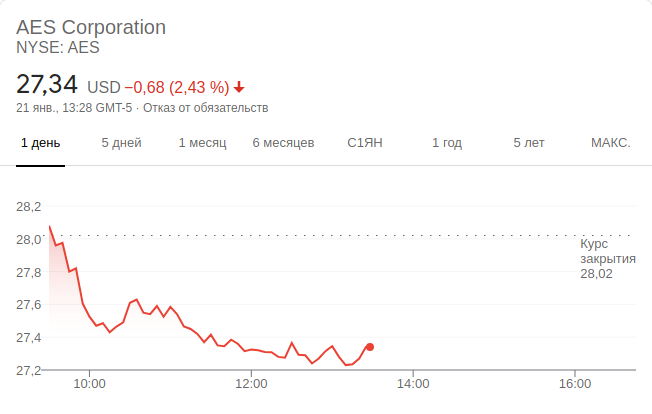 AES Corporation
NYSE: AES
27,34 USD −0,68 (2,43 %)
21 янв., 13:28 GMT-5 · Отказ от обязательств
1 день 5 дней 1 месяц 6 месяцев С1ЯН 1 год 5 лет МАКС.
28,2
28,0
27,8
27,6
27,4
27,2
Курс
закрытия
28,02
10:00 12:00 14:00 16:00